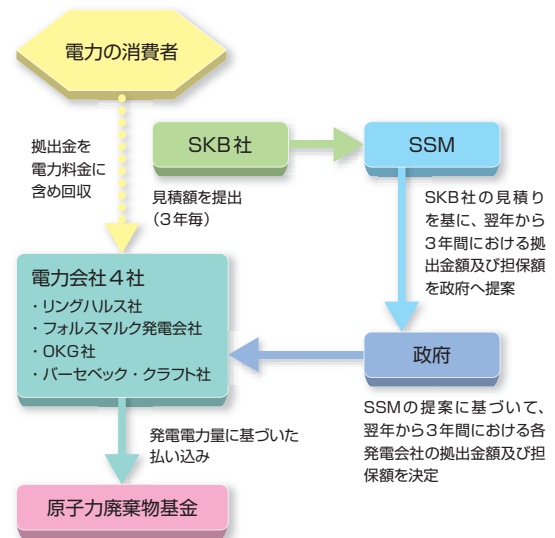 電力の消費者
拠出金を
電力料金に
含め回収
SKB社
見積額を提出
（3年毎）
SSM
SKB社の見積り
を基に、翌年から
3年間における拠
出金額及び担保額
を政府へ提案
電力会社4社
・リングハルス社
・フォルスマルク発電会社
・OKG社
・バーセベック・クラフト社
政府
SSMの提案に基づいて、
翌年から3年間における各
発電会社の拠出金額及び担
保額を決定
発電電力量に基づいた
払い込み
原子力廃棄物基金